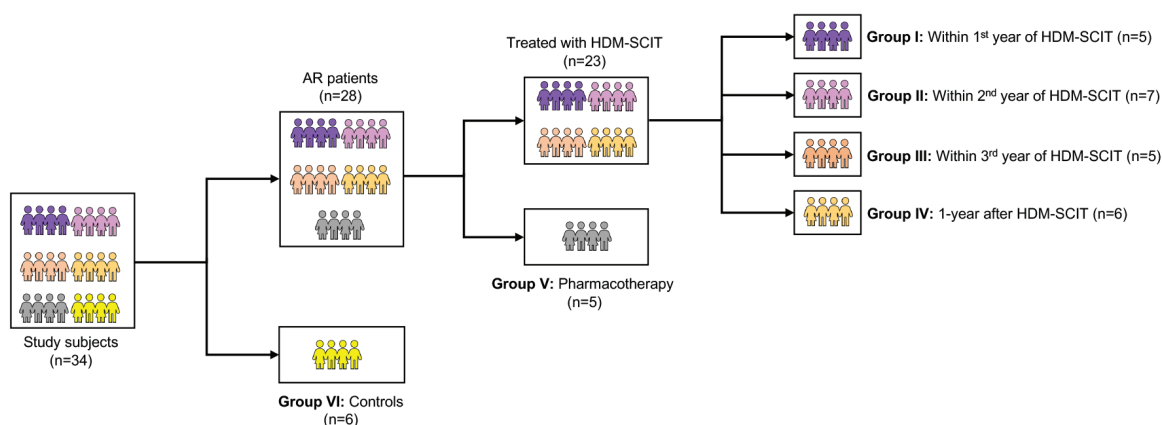 Study subjects
(n=34)
AR patients
(n=28)
Group VI: Controls
(n=6)
Treated with HDM-SCIT
(n=23)
Group V: Pharmacotherapy
(n=5)
Group I: Within 1st year of HDM-SCIT (n=5)
Group II: Within 2nd year of HDM-SCIT (n=7)
Group III: Within 3rd year of HDM-SCIT (n=5)
Group IV: 1-year after HDM-SCIT (n=6)